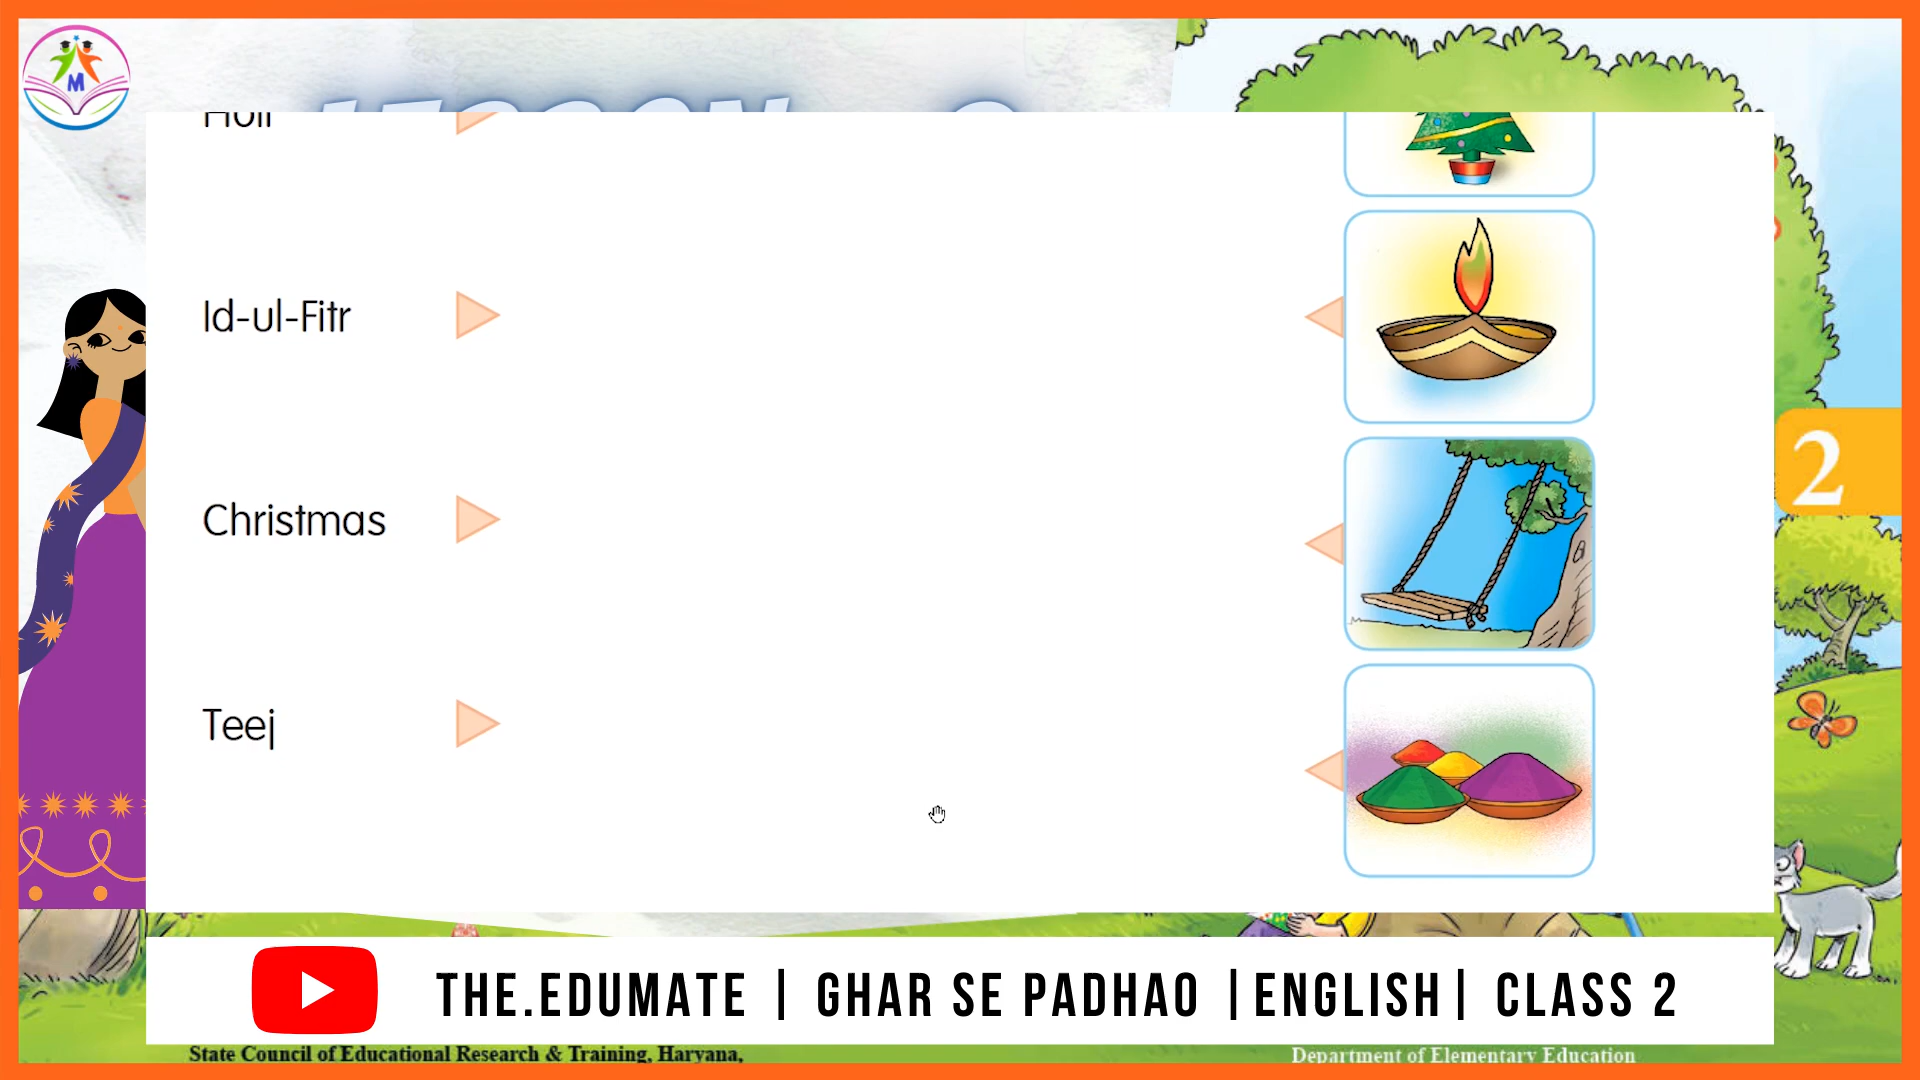 M
Holi
Id-ul-Fitr
Christmas
Teej
2
THE.EDUMATE | GHAR SE PADHAO |ENGLISH| CLASS 2
State Council of Educational Research & Training, Haryana,
Department of Elementary Education